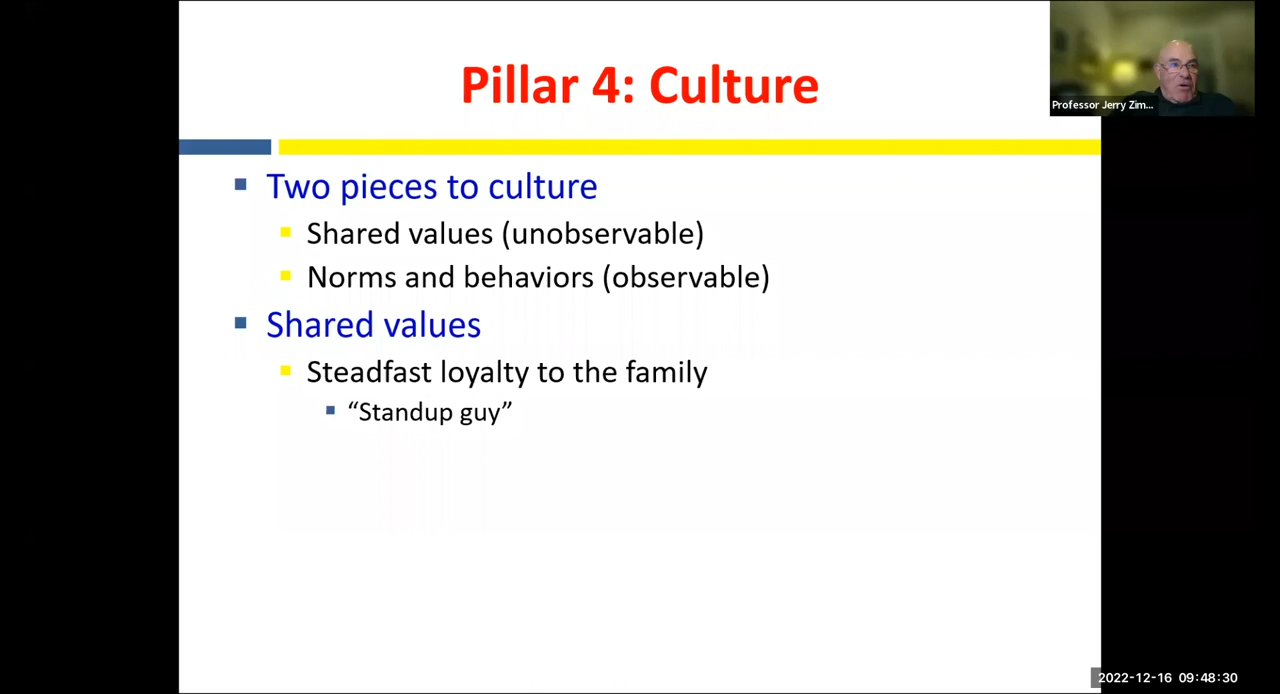 Pillar 4: Culture
Professor Jerry Zim...
Two pieces to culture
Shared values (unobservable)
Norms and behaviors (observable)
Shared values
Steadfast loyalty to the family
“Standup guy”
2022-12-16 09:48:30